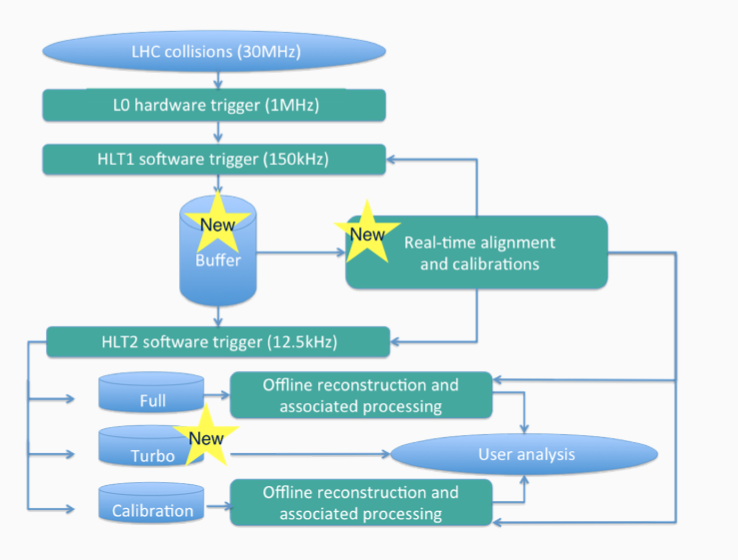 LHC collisions (30MHz)
L0 hardware trigger (1MHz)
HLT1 software trigger (150kHz)
New
Buffer
New
Real-time alignment
and calibrations
HLT2 software trigger (12.5kHz)
Full
Offline reconstruction and
associated processing
New
Turbo
User analysis
Calibration
Offline reconstruction and
associated processing